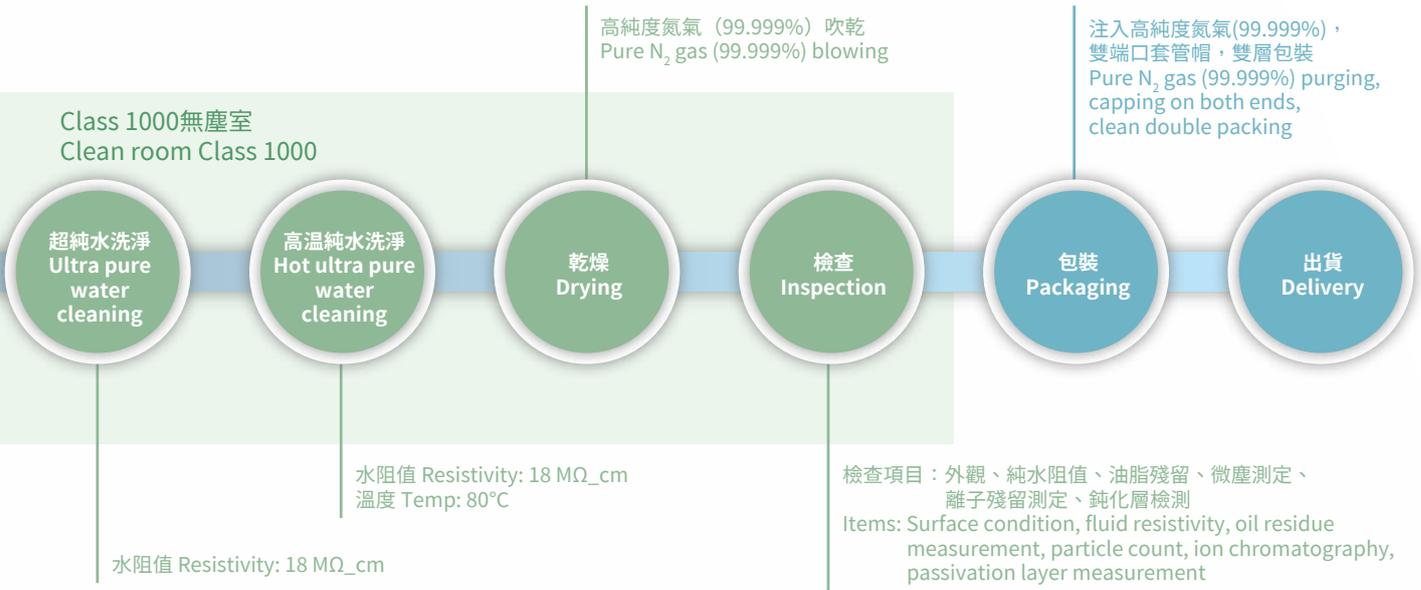 高純度氮氣（99.999%）吹乾
Pure N₂ gas (99.999%) blowing
注入高純度氮氣(99.999%)，
雙端口套管帽，雙層包裝
Pure N₂ gas (99.999%) purging,
capping on both ends,
clean double packing
Class 1000無塵室
Clean room Class 1000
超純水洗淨
Ultra pure
water
cleaning
高温純水洗淨
Hot ultra pure
water
cleaning
乾燥
Drying
檢查
Inspection
包裝
Packaging
出貨
Delivery
水阻值 Resistivity: 18 MΩ_cm
溫度 Temp: 80°C
水阻值 Resistivity: 18 MΩ_cm
檢查項目：外觀、純水阻值、油脂殘留、微塵測定、
離子殘留測定、鈍化層檢測
Items: Surface condition, fluid resistivity, oil residue
measurement, particle count, ion chromatography,
passivation layer measurement